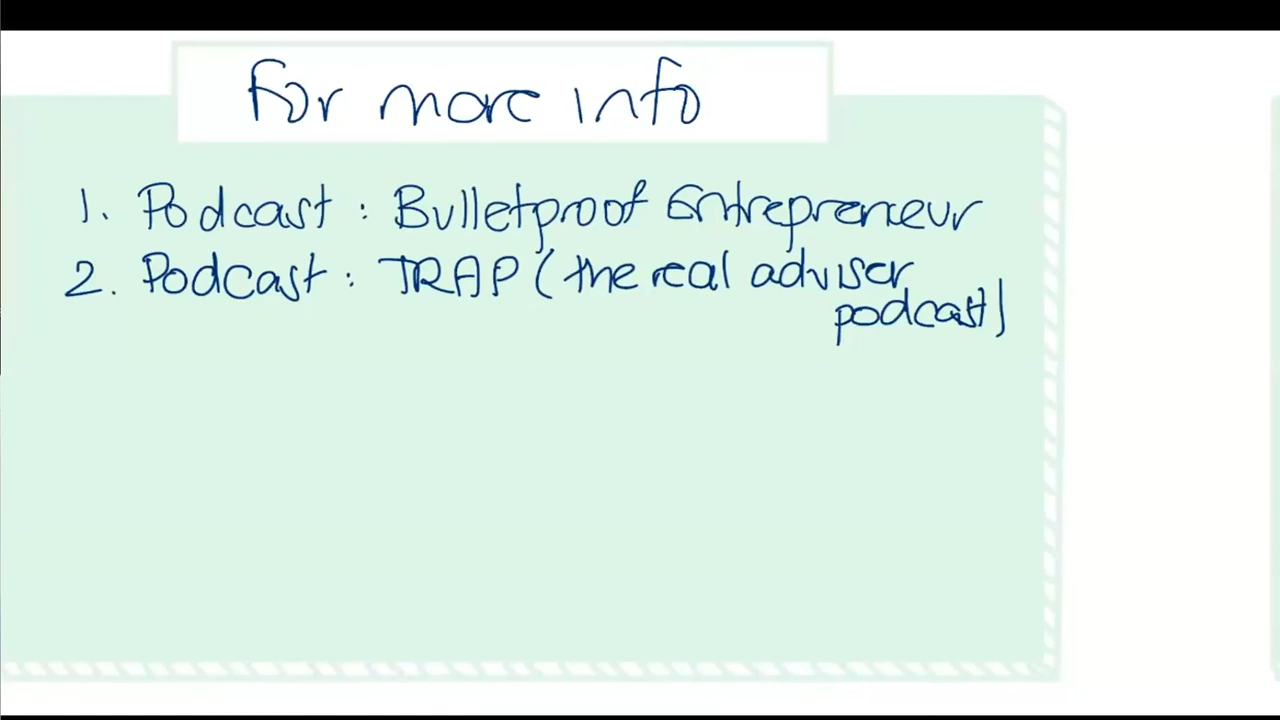 For more info
1. Podcast : Bulletproof Entrepreneur
2. Podcast : TRAP (the real adviser
podcast)